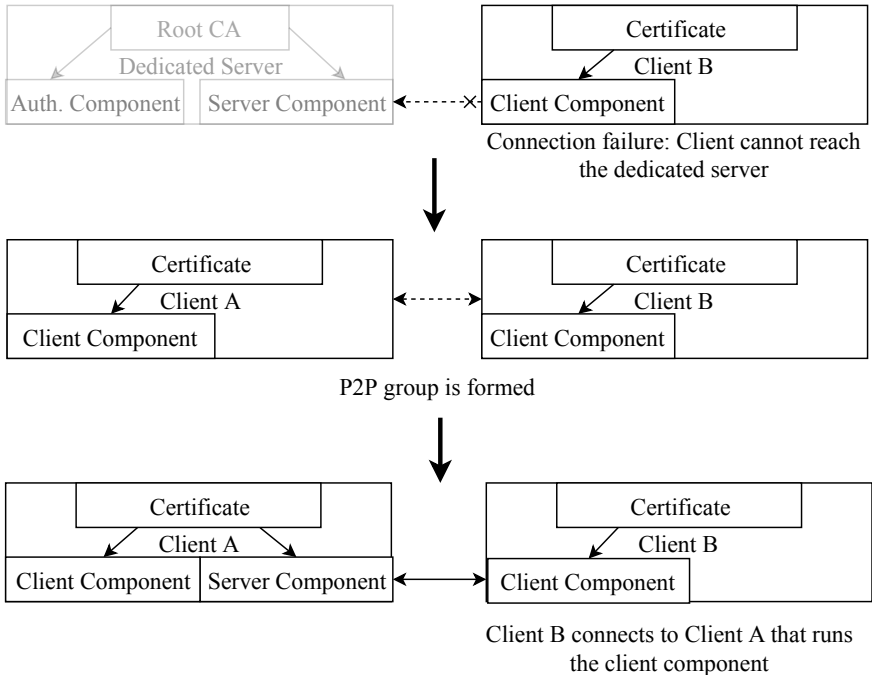 Root CA
Dedicated Server
Auth. Component
Server Component
Certificate
Client B
Client Component
Connection failure: Client cannot reach
the dedicated server
Certificate
Client A
Client Component
Certificate
Client B
Client Component
P2P group is formed
Certificate
Client A
Client Component
Server Component
Certificate
Client B
Client Component
Client B connects to Client A that runs
the client component